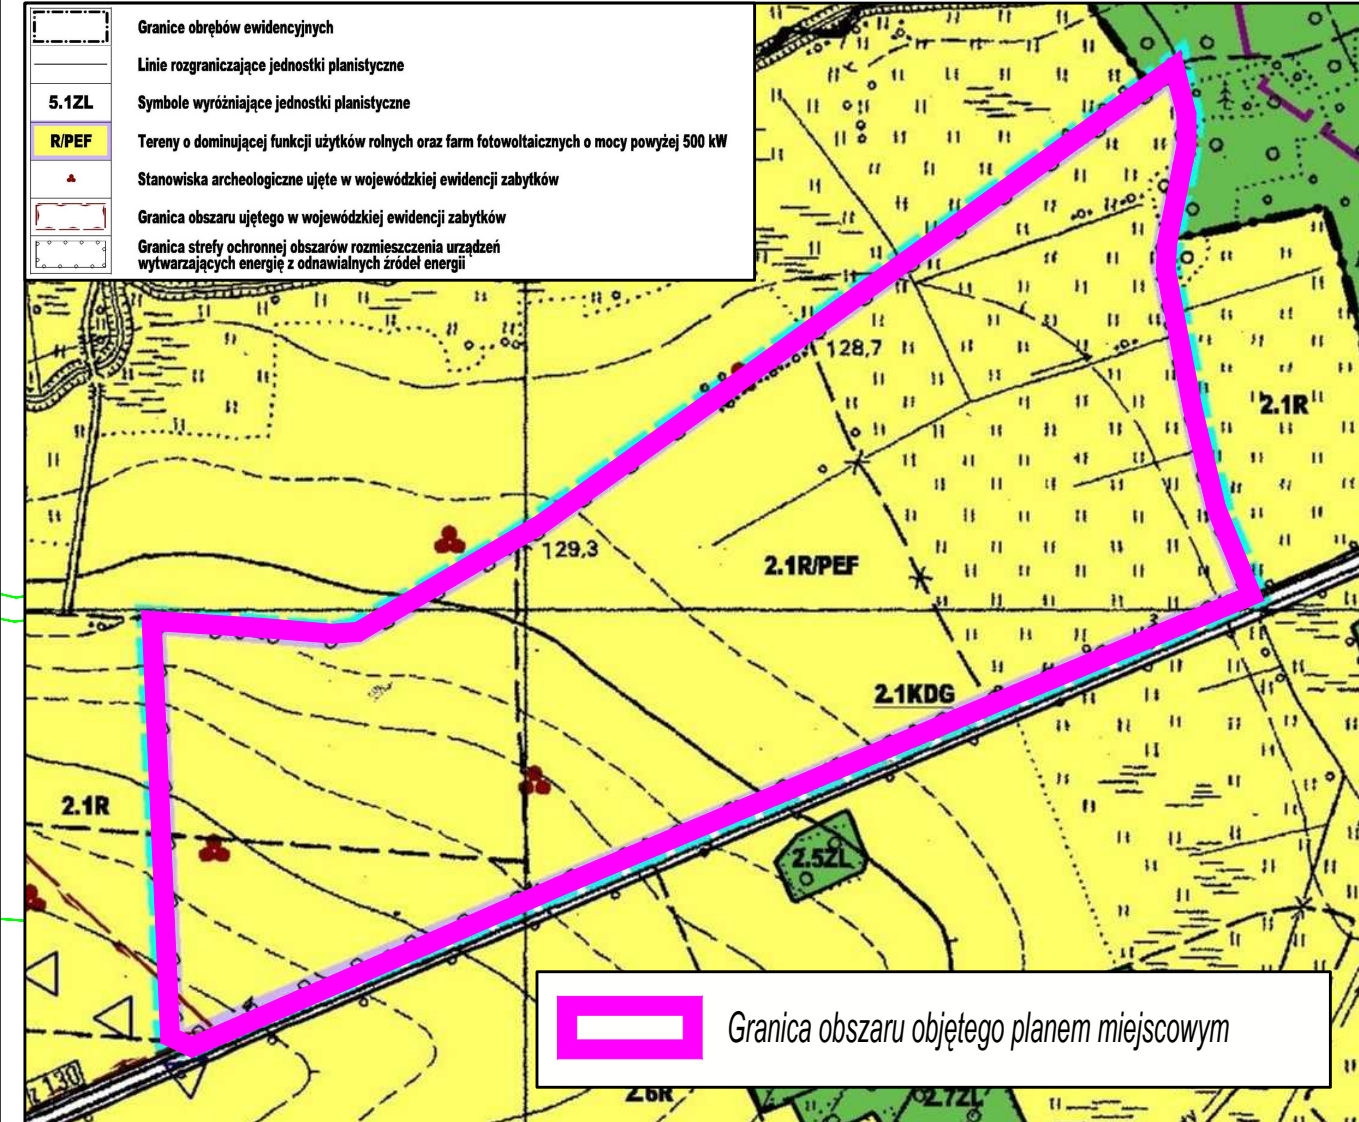 Granice obrębów ewidencyjnych
Linie rozgraniczające jednostki planistyczne
5.1ZL Symbole wyróżniające jednostki planistyczne
R/PEF Tereny o dominującej funkcji użytków rolnych oraz farm fotowoltaicznych o mocy powyżej 500 kW
Stanowiska archeologiczne ujęte w wojewódzkiej ewidencji zabytków
Granica obszaru ujętego w wojewódzkiej ewidencji zabytków
Granica strefy ochronnej obszarów rozmieszczenia urządzeń
wytwarzających energię z odnawialnych źródeł energii
128,7
2.1R
129,3
2.1R/PEF
2.1KDG
2.1R
2.5ZL
Granica obszaru objętego planem miejscowym
z 130
2.6R
2.7ZL